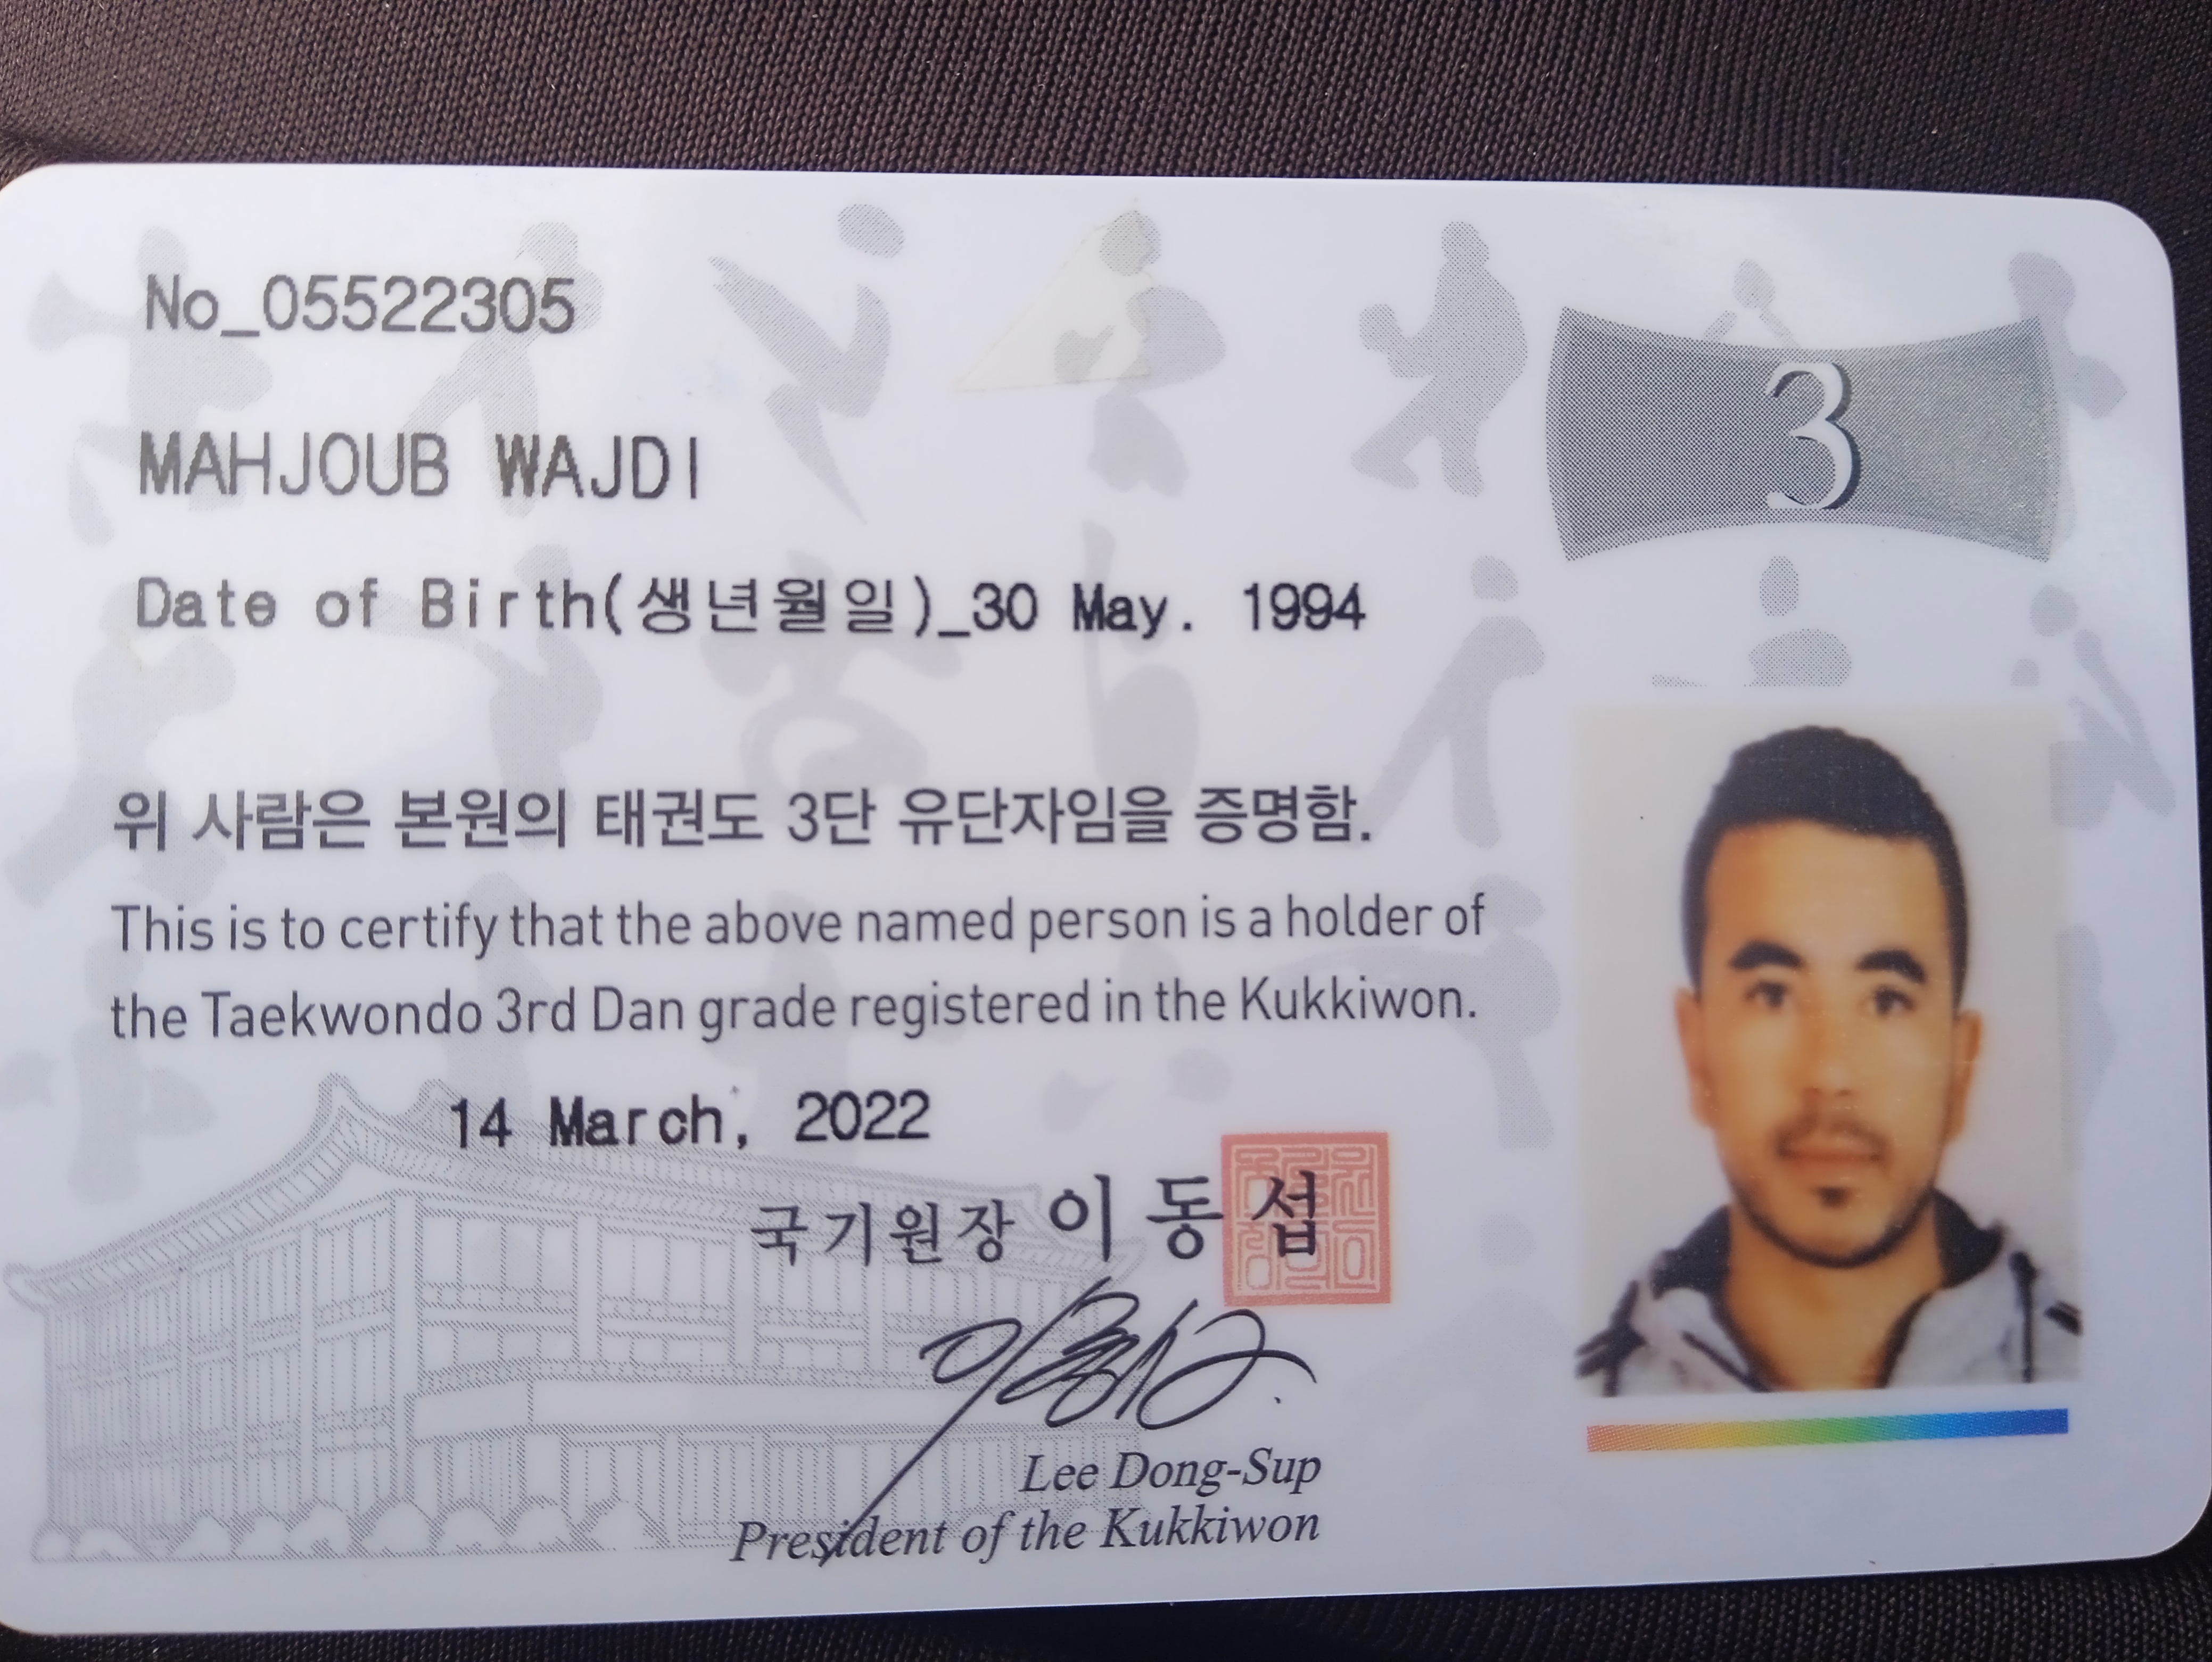 No_05522305
3
MAHJOUB WAJDI
Date of Birth(생년월일)_30 May. 1994
위 사람은 본원의 태권도 3단 유단자임을 증명함.
This is to certify that the above named person is a holder of
the Taekwondo 3rd Dan grade registered in the Kukkiwon.
14 March, 2022
국기원장 이동섭
Lee Dong-Sup
President of the Kukkiwon